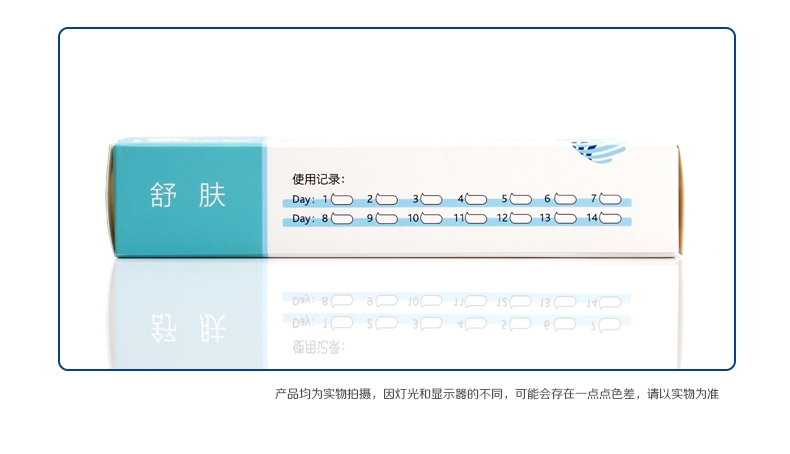 舒 肤
使用记录：
Day：1 2 3 4 5 6 7
Day：8 9 10 11 12 13 14
产品均为实物拍摄，因灯光和显示器的不同，可能会存在一点点色差，请以实物为准